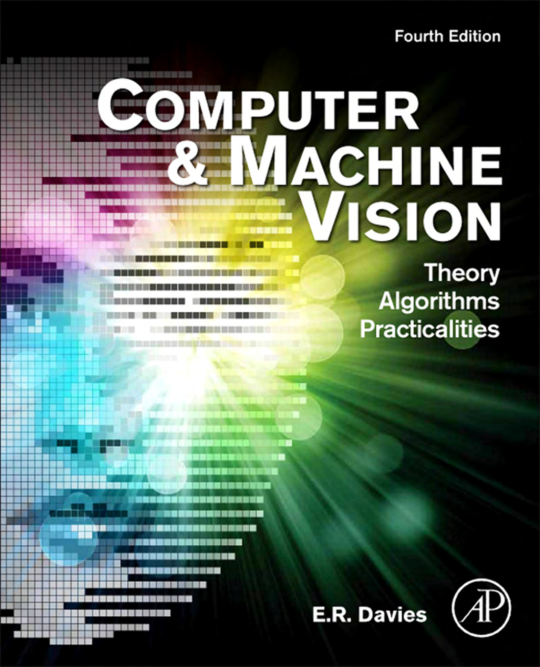 Fourth Edition
COMPUTER
& MACHINE
VISION
Theory
Algorithms
Practicalities
E.R. Davies
AP